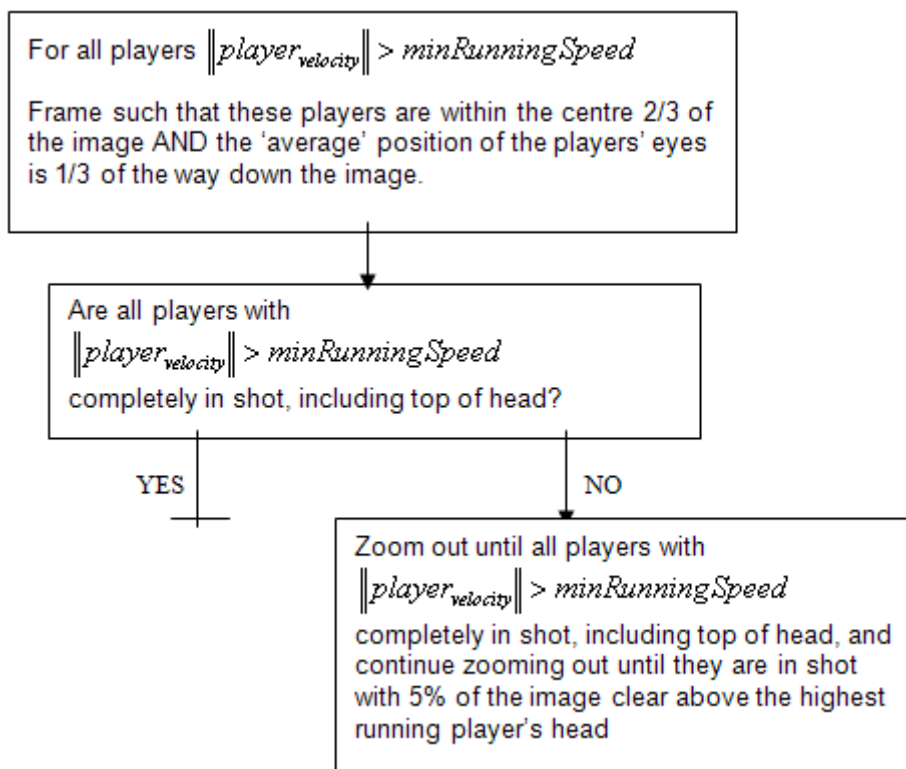 For all players ‖player_velocity‖ > minRunningSpeed
Frame such that these players are within the centre 2/3 of
the image AND the ‘average’ position of the players’ eyes
is 1/3 of the way down the image.
Are all players with
‖player_velocity‖ > minRunningSpeed
completely in shot, including top of head?
YES
NO
Zoom out until all players with
‖player_velocity‖ > minRunningSpeed
completely in shot, including top of head, and
continue zooming out until they are in shot
with 5% of the image clear above the highest
running player’s head